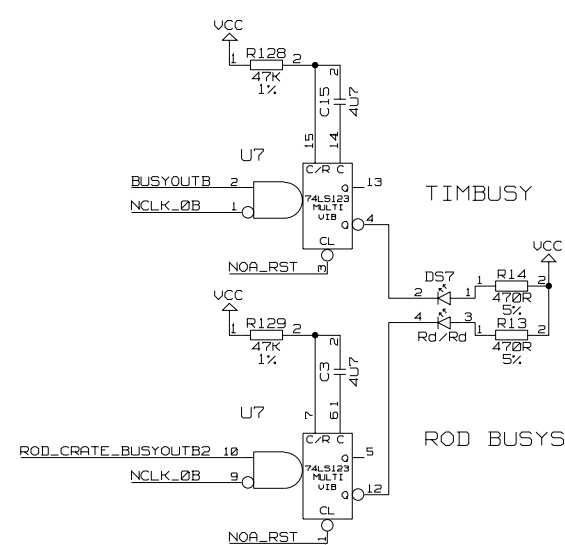 VCC
1 R128 2
47K
1%
2
C15
4U7
15
14
U7
C/R C
BUSYOUTB 2
Q 13
74LS123
MULTI
VIB
TIMBUSY
NCLK_0B 1
Q 4
CL
3
NOA_RST
VCC
DS7
1 R14 2
2 1
470R
5%
VCC
1 R129 2
47K
1%
4 3
Rd/Rd
1 R13 2
470R
5%
2
C3
4U7
7
6 1
U7
C/R C
ROD BUSYS
ROD_CRATE_BUSYOUTB2 10
Q 5
74LS123
MULTI
VIB
NCLK_0B 9
Q 12
CL
1
NOA_RST